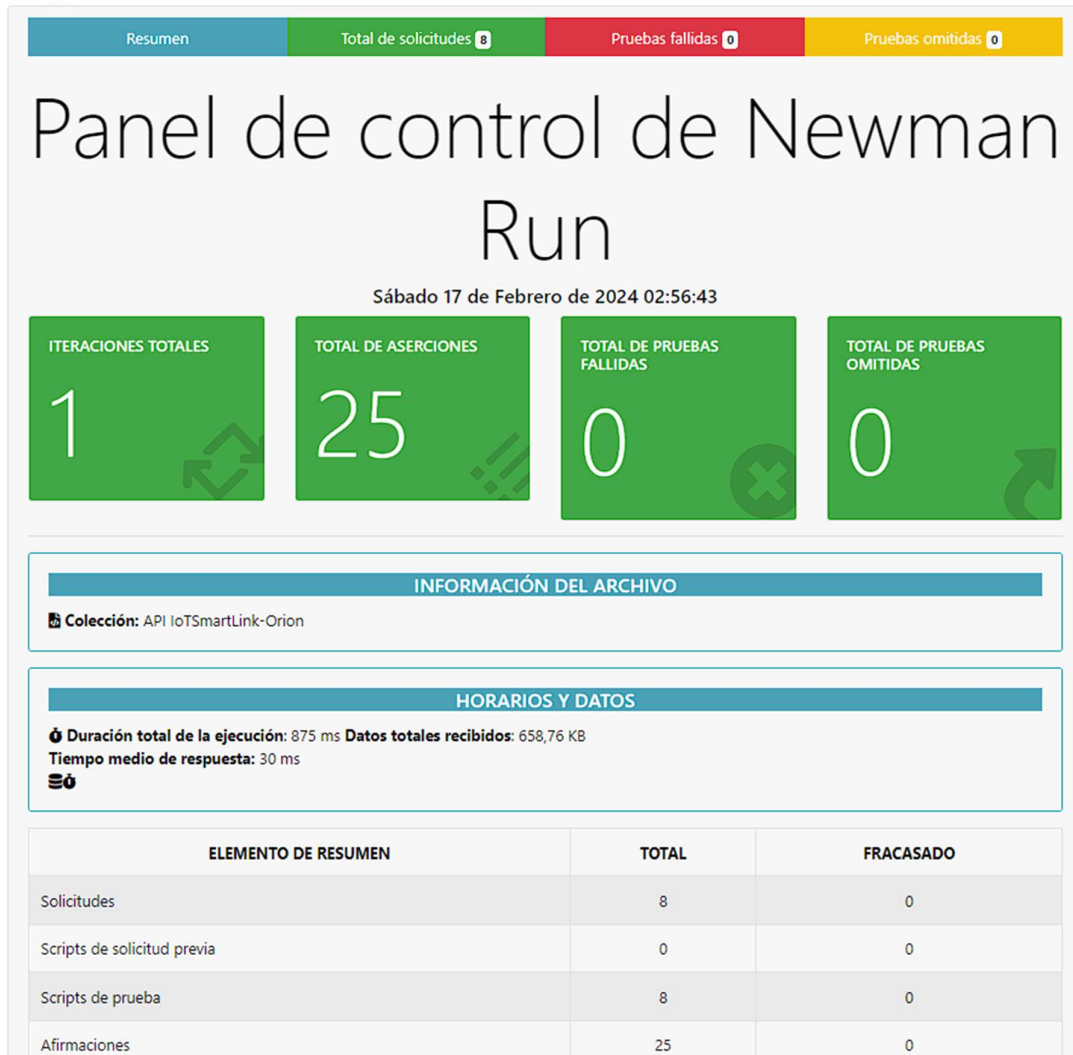 Resumen
Total de solicitudes 8
Pruebas fallidas 0
Pruebas omitidas 0
Panel de control de Newman
Run
Sábado 17 de Febrero de 2024 02:56:43
ITERACIONES TOTALES
1
TOTAL DE ASERCIONES
25
TOTAL DE PRUEBAS
FALLIDAS
0
TOTAL DE PRUEBAS
OMITIDAS
0
INFORMACIÓN DEL ARCHIVO
Colección: API IoTSmartLink-Orion
HORARIOS Y DATOS
Duración total de la ejecución: 875 ms Datos totales recibidos: 658,76 KB
Tiempo medio de respuesta: 30 ms
ELEMENTO DE RESUMEN TOTAL FRACASADO
Solicitudes 8 0
Scripts de solicitud previa 0 0
Scripts de prueba 8 0
Afirmaciones 25 0